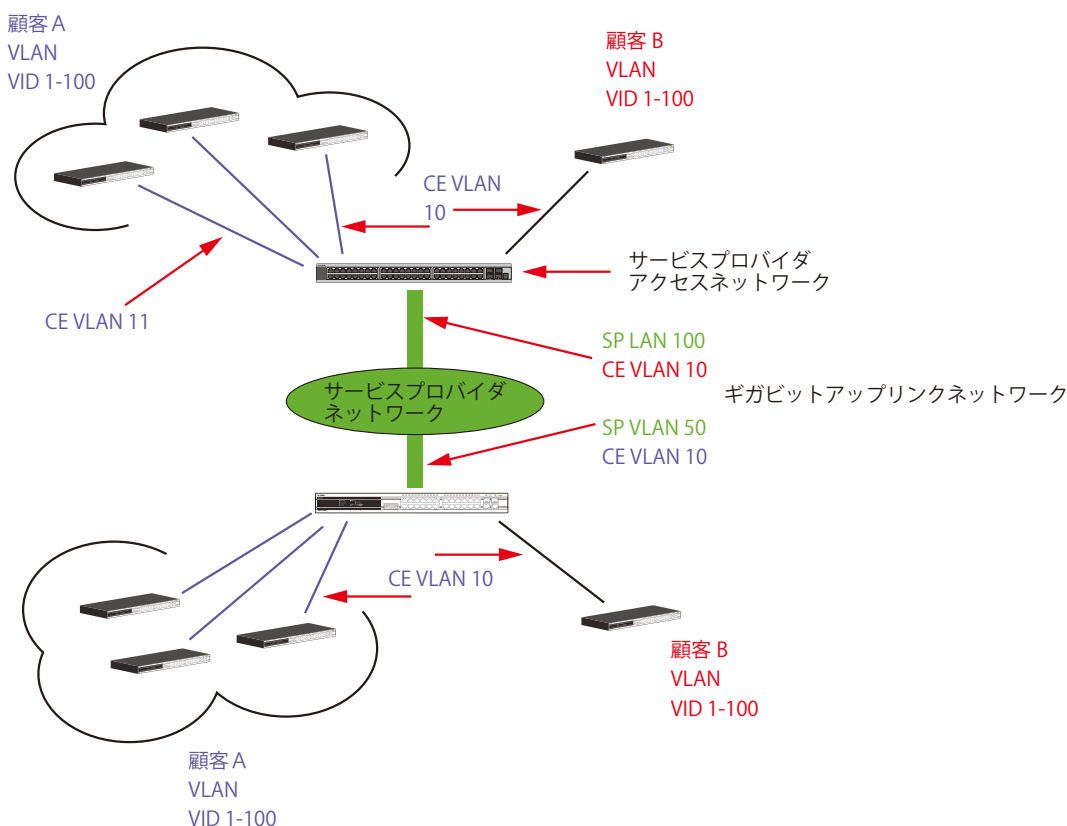 顧客 A
VLAN
VID 1-100
顧客 B
VLAN
VID 1-100
CE VLAN
10
サービスプロバイダ
アクセスネットワーク
CE VLAN 11
SP LAN 100
CE VLAN 10
サービスプロバイダ
ネットワーク
ギガビットアップリンクネットワーク
SP VLAN 50
CE VLAN 10
CE VLAN 10
顧客 B
VLAN
VID 1-100
顧客 A
VLAN
VID 1-100